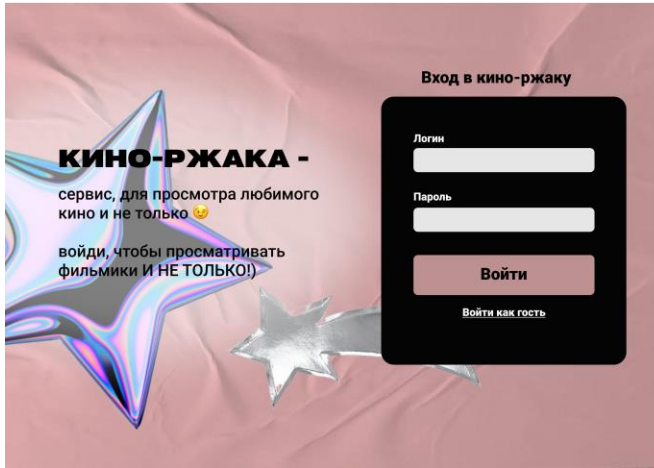 КИНО-РЖАКА -
сервис, для просмотра любимого
кино и не только 😉
войди, чтобы просматривать
фильмики И НЕ ТОЛЬКО!)
Вход в кино-ржаку
Логин
Пароль
Войти
Войти как гость